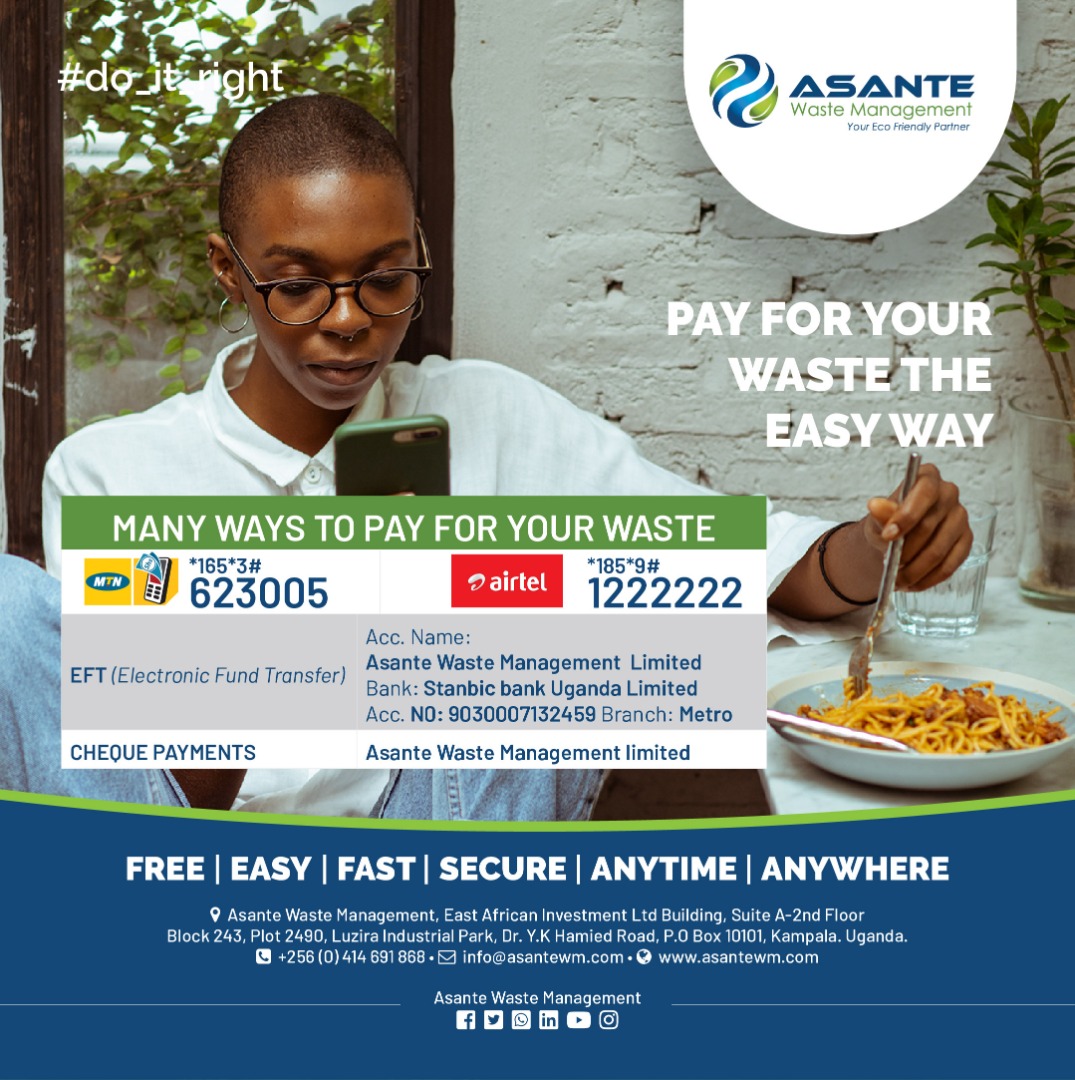 #do_it_right
ASANTE
Waste Management
Your Eco Friendly Partner
PAY FOR YOUR
WASTE THE
EASY WAY
MANY WAYS TO PAY FOR YOUR WASTE
MTN
*165*3#
623005
airtel
*185*9#
1222222
EFT (Electronic Fund Transfer)
Acc. Name:
Asante Waste Management Limited
Bank: Stanbic bank Uganda Limited
Acc. NO: 9030007132459 Branch: Metro
CHEQUE PAYMENTS
Asante Waste Management limited
FREE | EASY | FAST | SECURE | ANYTIME | ANYWHERE
Asante Waste Management, East African Investment Ltd Building, Suite A-2nd Floor
Block 243, Plot 2490, Luzira Industrial Park, Dr. Y.K Hamied Road, P.O Box 10101, Kampala. Uganda.
+256 (0) 414 691 868 • info@asantewm.com • www.asantewm.com
Asante Waste Management